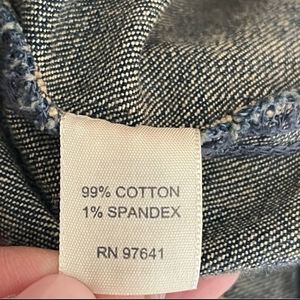 99% COTTON
1% SPANDEX
RN 97641